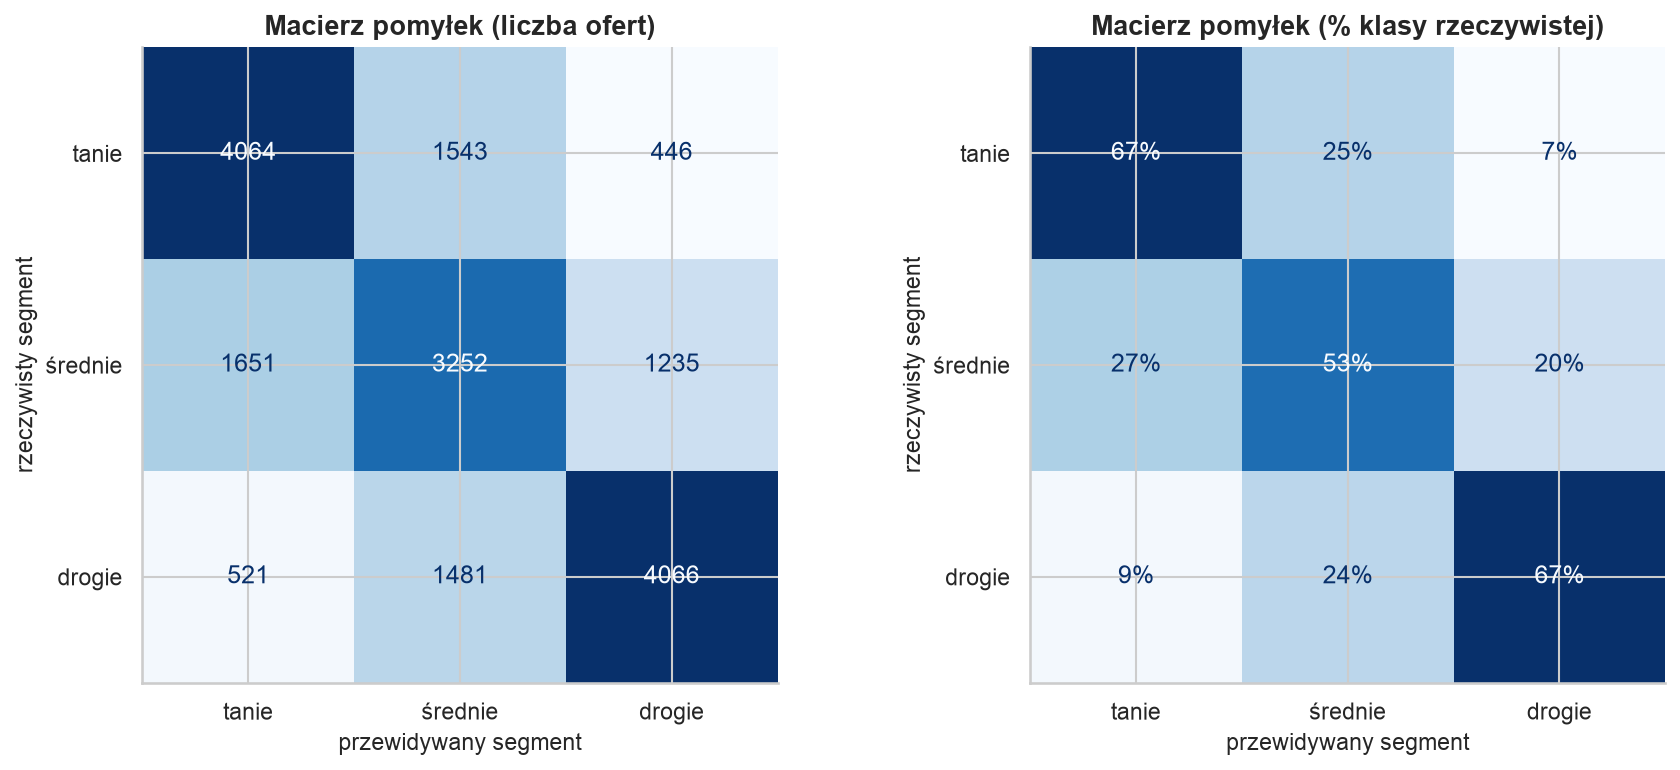 Macierz pomyłek (liczba ofert)
tanie
4064
1543
446
średnie
1651
3252
1235
drogie
521
1481
4066
tanie
średnie
drogie
przewidywany segment
rzeczywisty segment
Macierz pomyłek (% klasy rzeczywistej)
tanie
67%
25%
7%
średnie
27%
53%
20%
drogie
9%
24%
67%
tanie
średnie
drogie
przewidywany segment
rzeczywisty segment